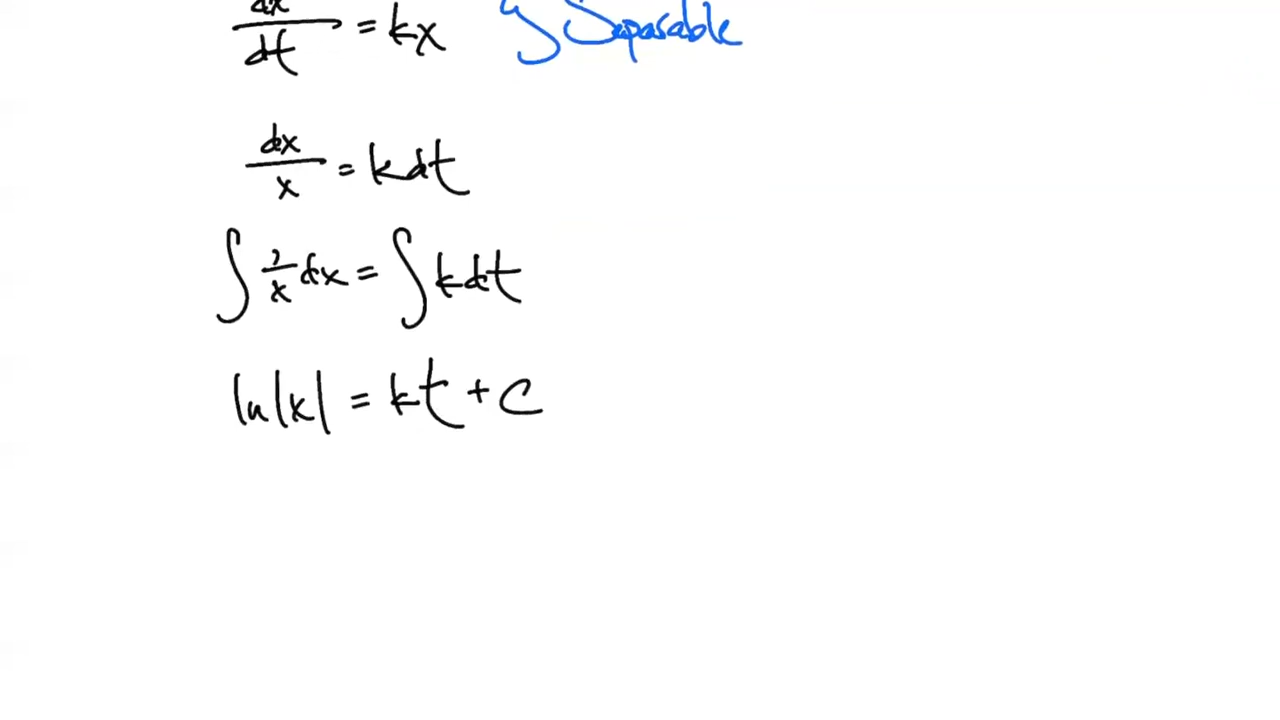 dx/dt = kx } Separable
dx/x = k dt
∫ 1/x dx = ∫ k dt
ln|x| = kt + C